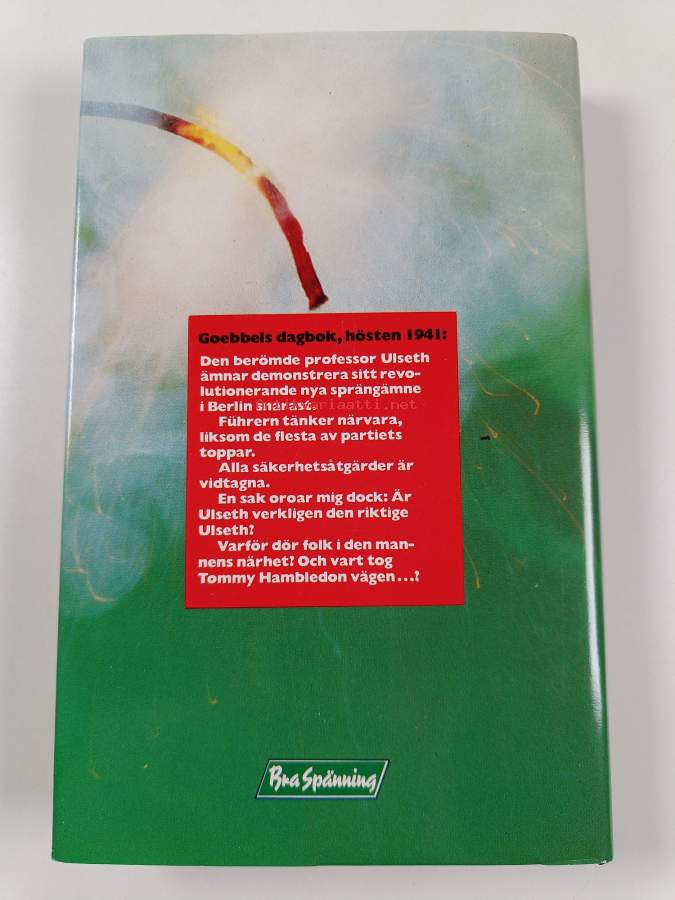 Goebbels dagbok, hösten 1941:
Den berömde professor Ulseth
ämnar demonstrera sitt revo-
lutionerande nya sprängämne
i Berlin inom kort.
Führern tänker närvara,
liksom de flesta av partiets
toppar.
Alla säkerhetsåtgärder är
vidtagna.
En sak oroar mig dock: Är
Ulseth verkligen den riktige
Ulseth?
Varför dör folk i den man-
nens närhet? Och vart tog
Tommy Hambledon vägen...?
Bra Spänning